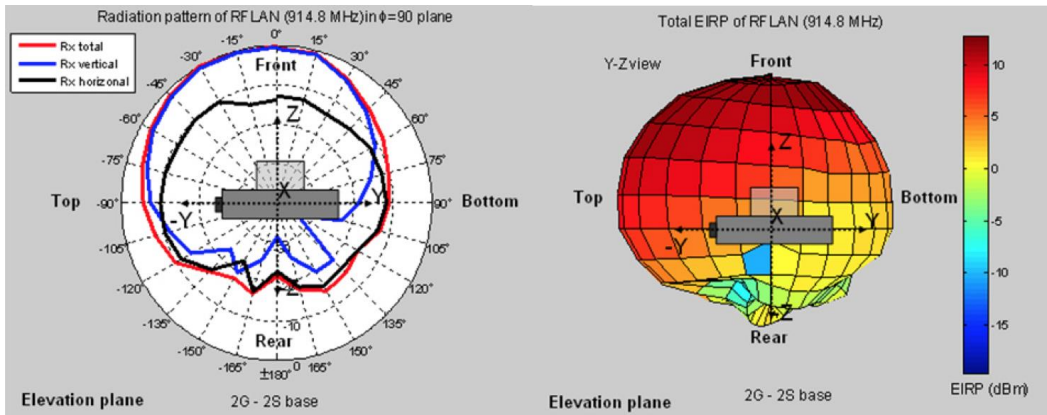 Radiation pattern of RFLAN (914.8 MHz)in ϕ=90 plane
Rx total
Rx vertical
Rx horizonal
0°
-15°
15°
-30°
30°
-45°
45°
-60°
60°
-75°
75°
-90°
90°
-105°
105°
-120°
120°
-135°
135°
-150°
150°
-165°
165°
±180°
Front
Z
X
-Y
Y
Top
Bottom
-30
-Z
-10
0
Rear
Elevation plane
2G - 2S base
Total EIRP of RFLAN (914.8 MHz)
Y-Zview
Front
Z
X
-Y
Y
Top
Bottom
-Z
Rear
Elevation plane
2G - 2S base
10
5
0
-5
-10
-15
EIRP (dBm)